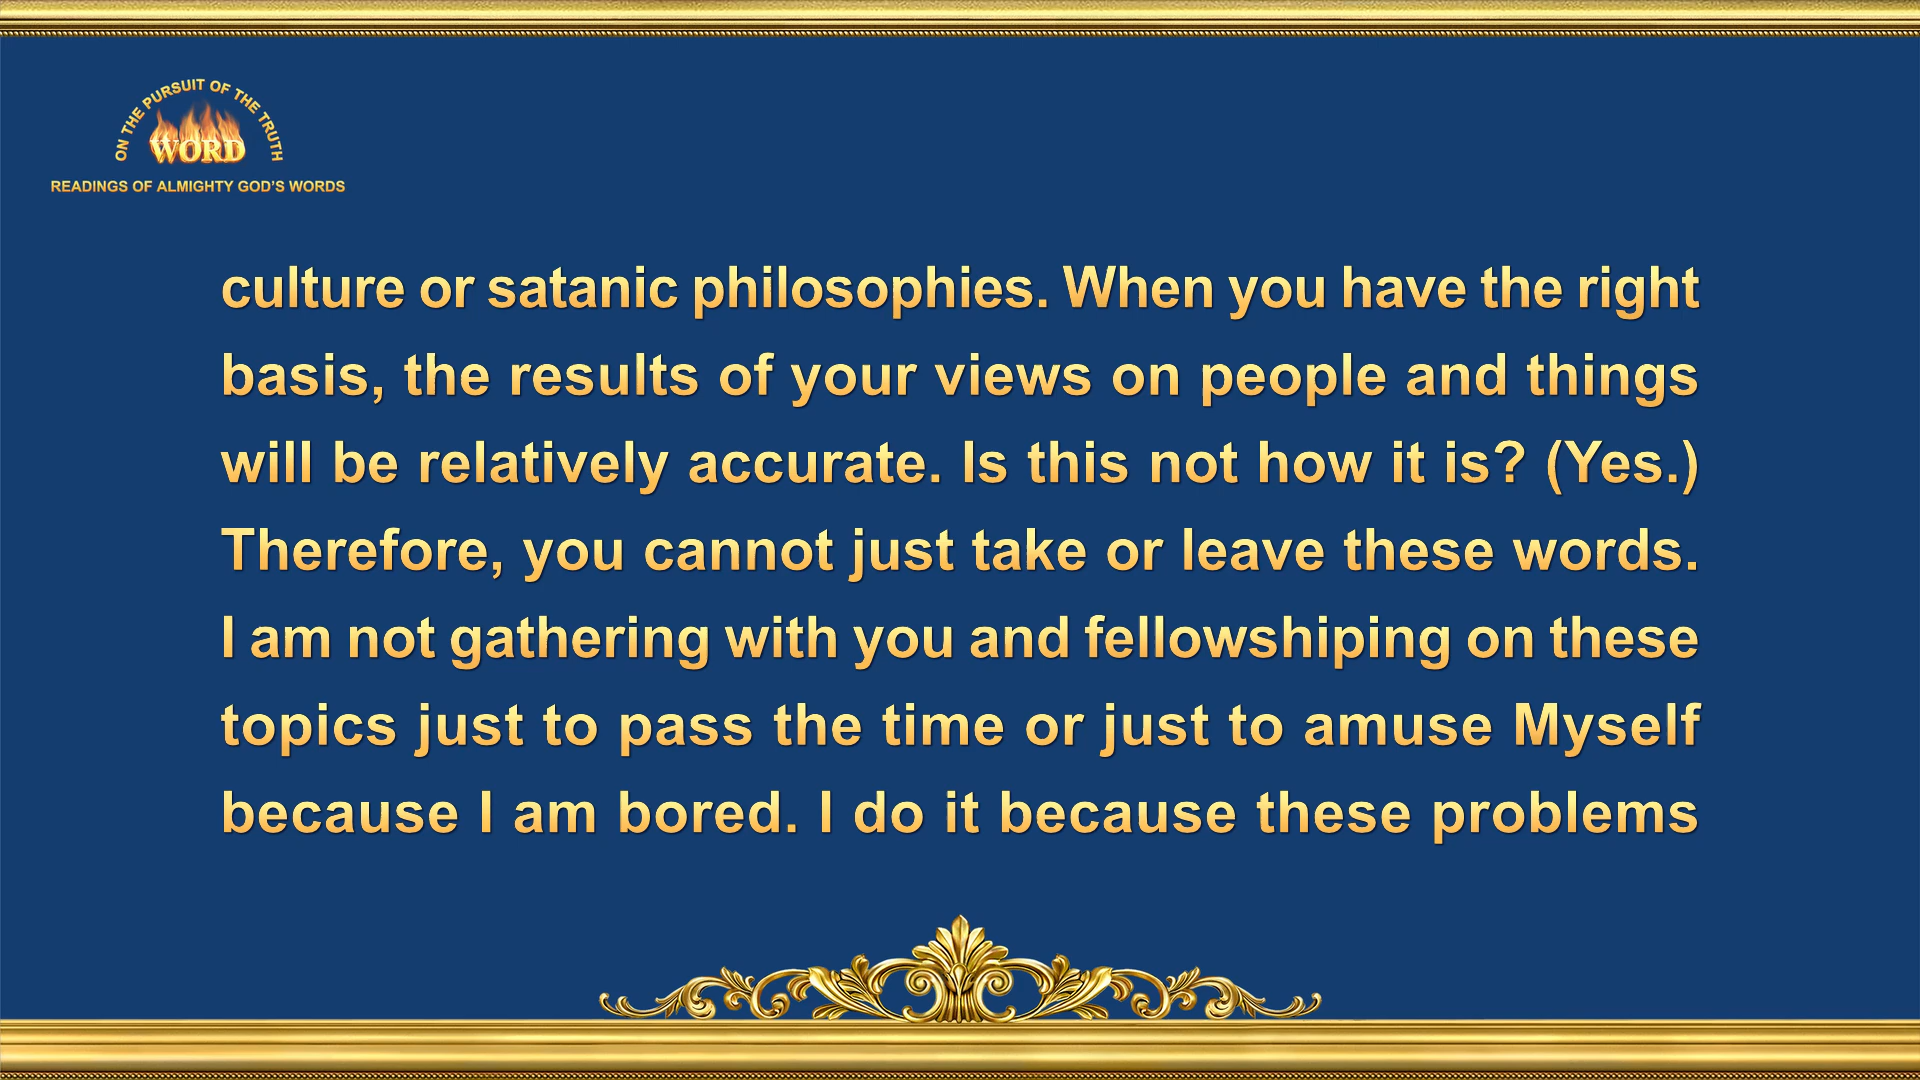 ON THE PURSUIT OF THE TRUTH
WORD
READINGS OF ALMIGHTY GOD'S WORDS
culture or satanic philosophies. When you have the right
basis, the results of your views on people and things
will be relatively accurate. Is this not how it is? (Yes.)
Therefore, you cannot just take or leave these words.
I am not gathering with you and fellowshiping on these
topics just to pass the time or just to amuse Myself
because I am bored. I do it because these problems